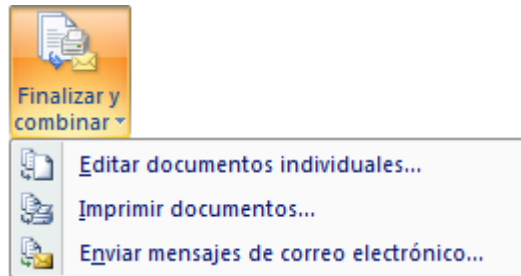 Finalizar y
combinar
Editar documentos individuales...
Imprimir documentos...
Enviar mensajes de correo electrónico...